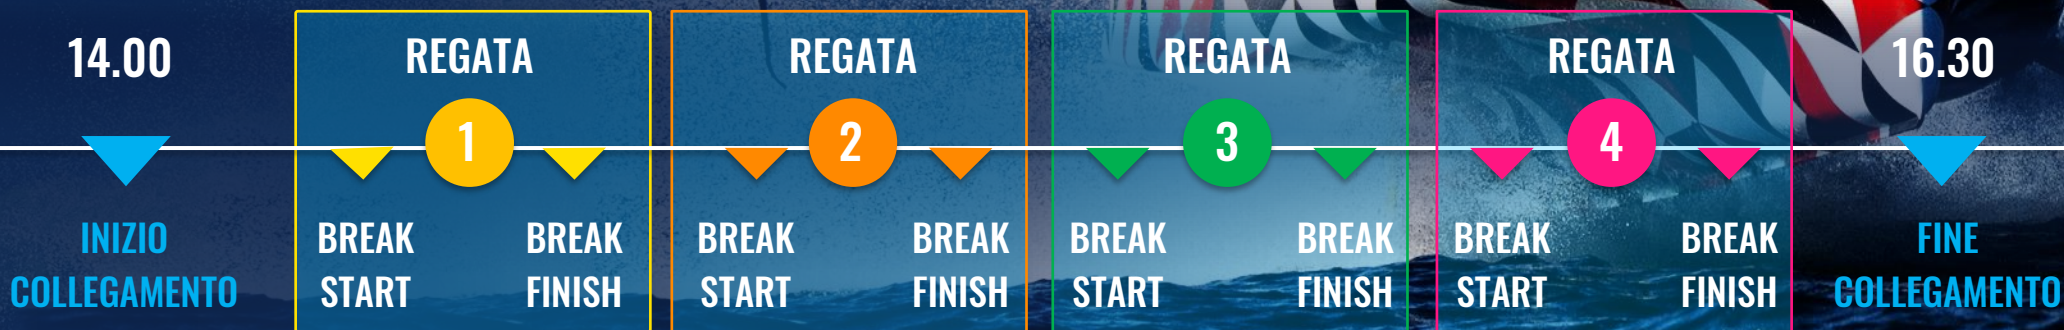 14.00
INIZIO
COLLEGAMENTO
REGATA
1
BREAK
START
BREAK
FINISH
REGATA
2
BREAK
START
BREAK
FINISH
REGATA
3
BREAK
START
BREAK
FINISH
REGATA
4
BREAK
START
BREAK
FINISH
16.30
FINE
COLLEGAMENTO